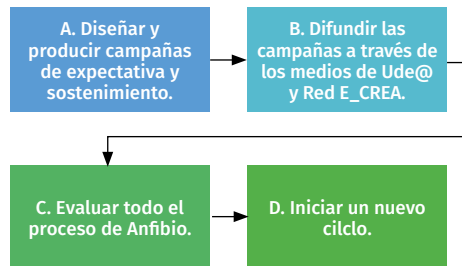 A. Diseñar y
producir campañas
de expectativa y
sostenimiento.
B. Difundir las
campañas a través de
los medios de Ude@
y Red E_CREA.
C. Evaluar todo el
proceso de Anfibio.
D. Iniciar un nuevo
cilclo.